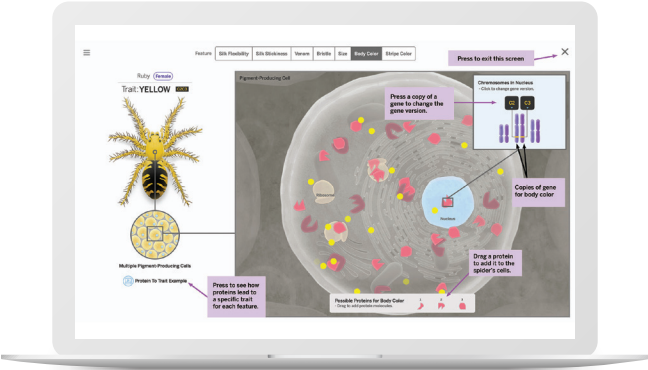 Feature
Silk Flexibility
Silk Stickiness
Venom
Bristle
Size
Body Color
Stripe Color
Press to exit this screen
Ruby Female
Trait: YELLOW
Pigment-Producing Cell
Press a copy of a
gene to change the
gene version.
Chromosomes in Nucleus
- Click to change gene version.
Copies of gene
for body color
Ribosome
Nucleus
Multiple Pigment-Producing Cells
Protein To Trait Example
Press to see how
proteins lead to
a specific trait
for each feature.
Drag a protein
to add it to the
spider's cells.
Possible Proteins for Body Color
- Drag to add protein molecules.